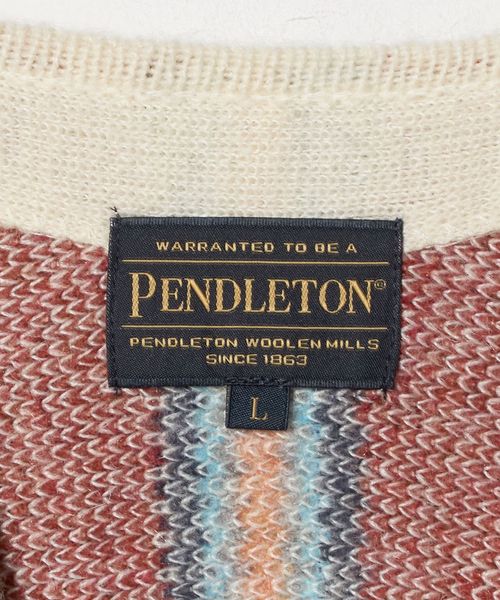 WARRANTED TO BE A
PENDLETON®
PENDLETON WOOLEN MILLS
SINCE 1863
L